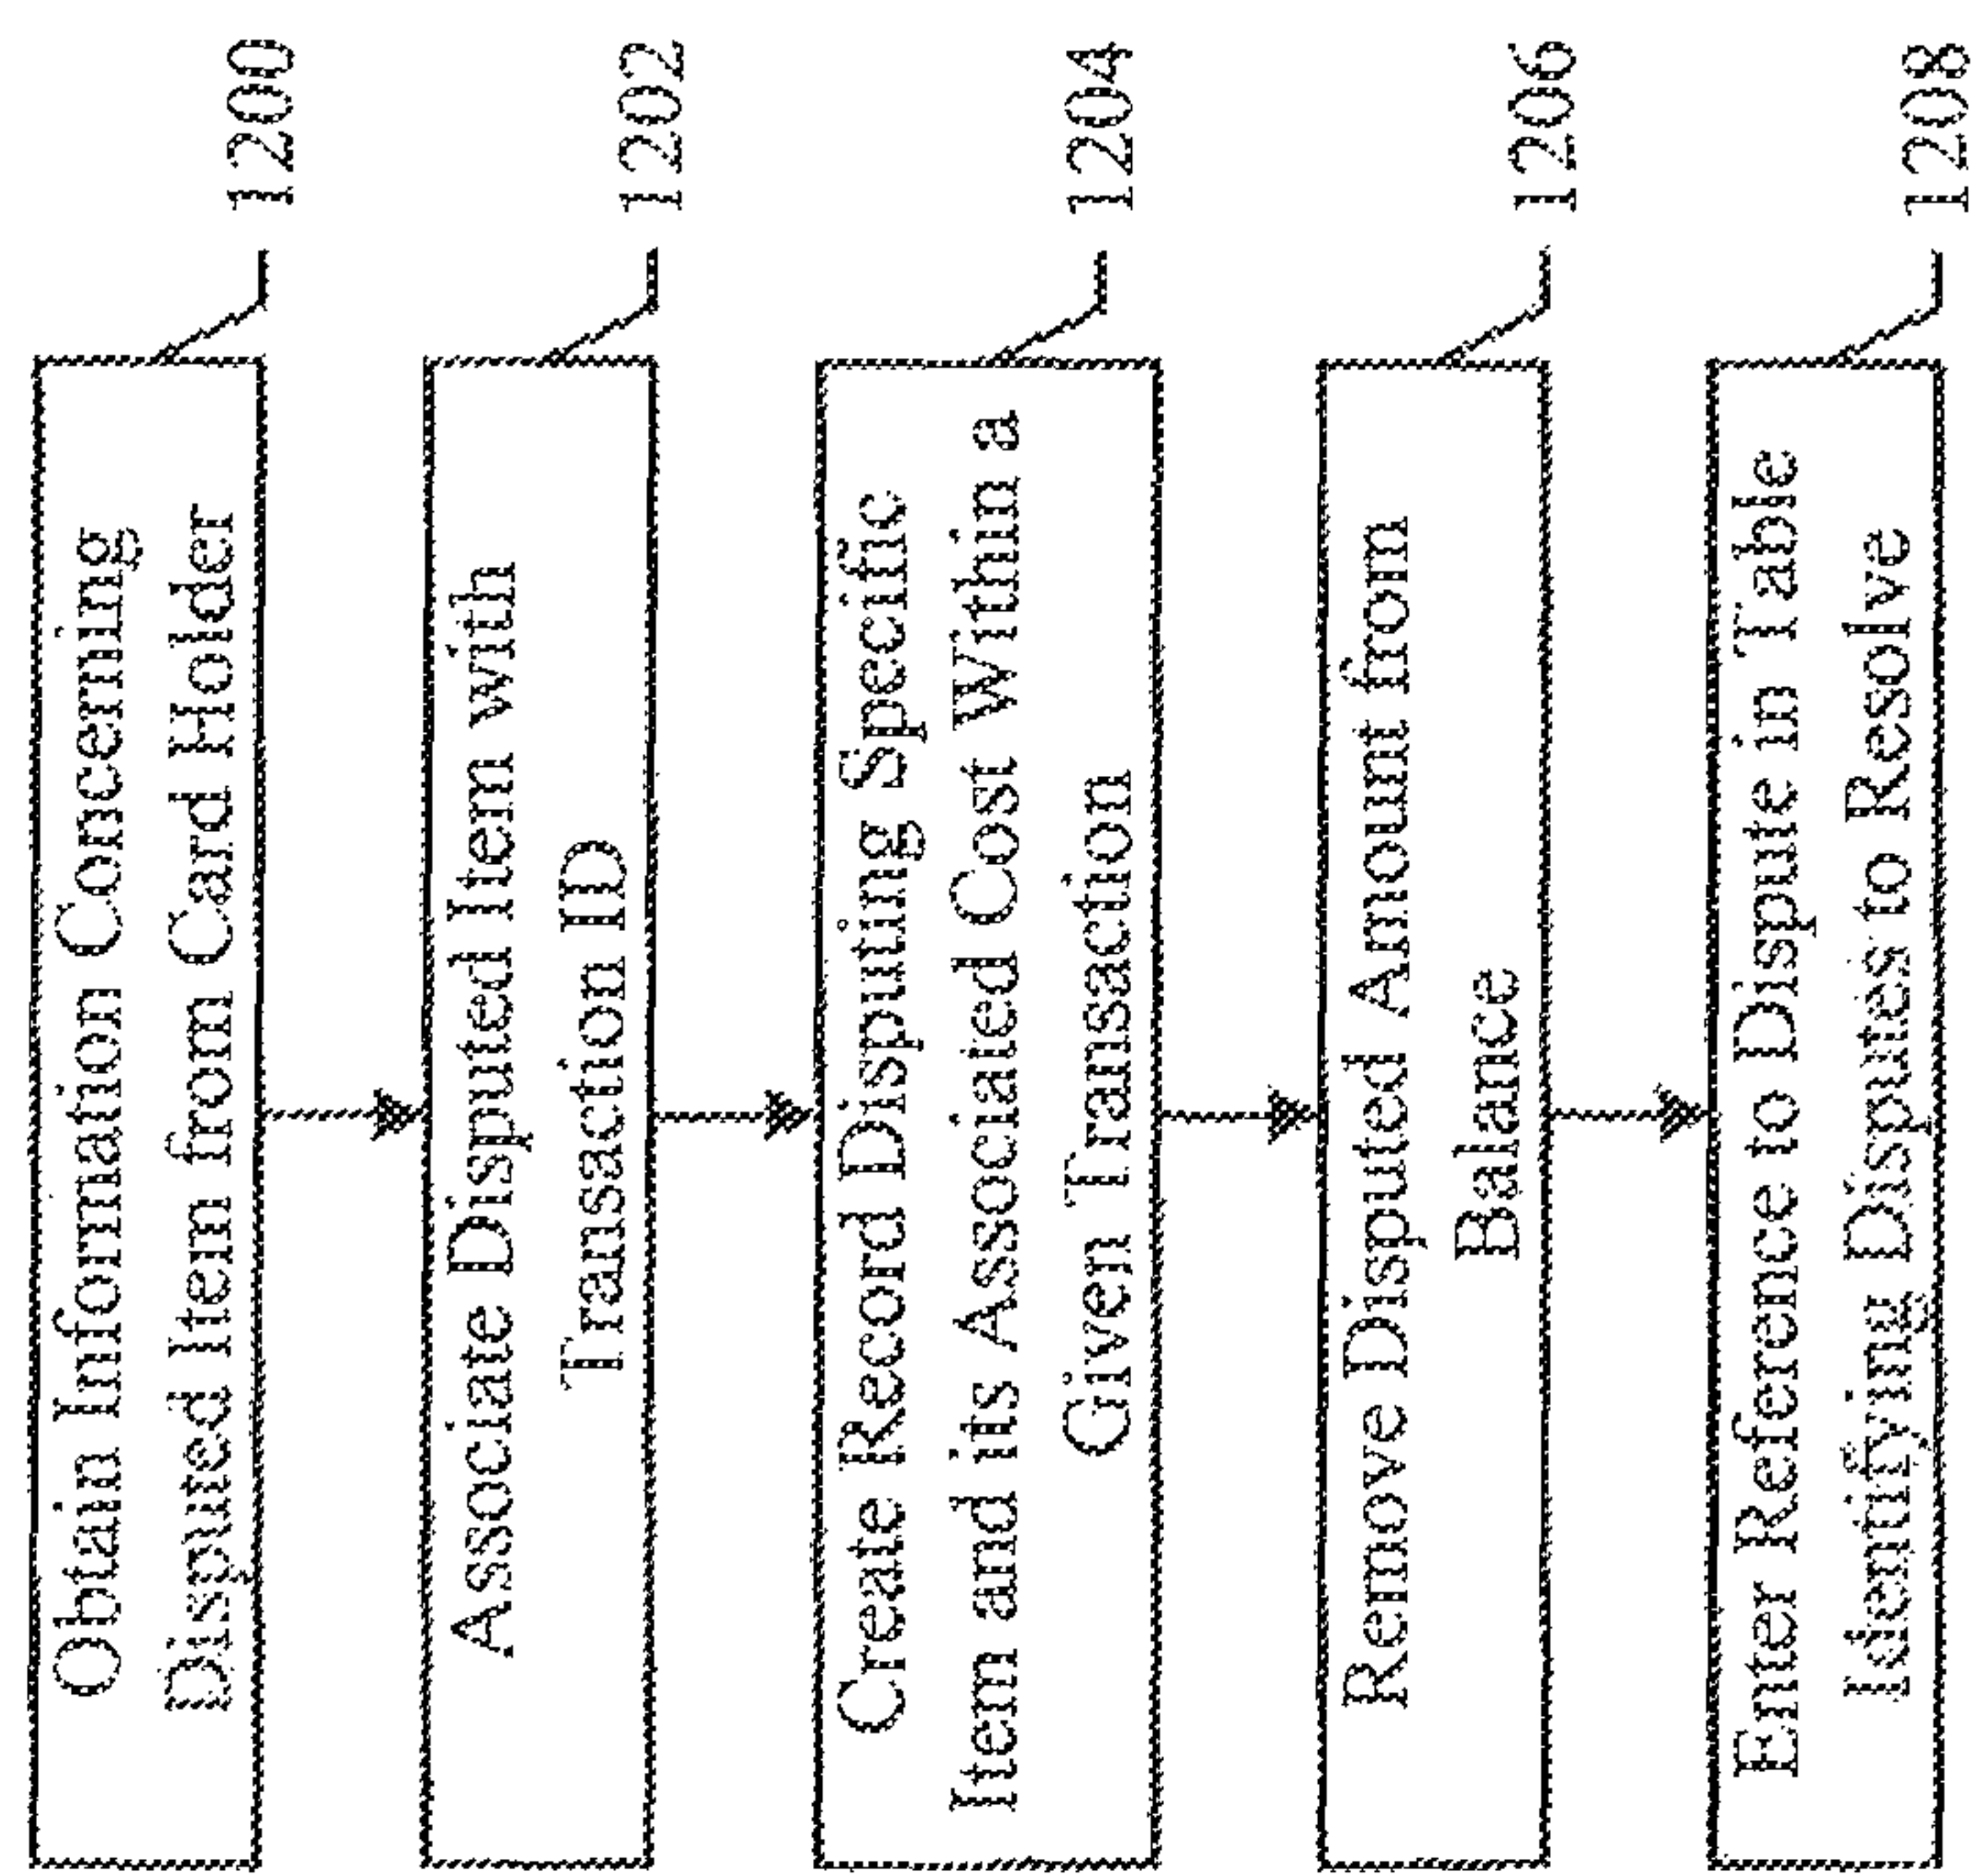 Obtain Information Concerning
Disputed Item from Card Holder
1200
Associate Disputed Item with
Transaction ID
1202
Create Record Disputing Specific
Item and its Associated Cost Within a
Given Transaction
1204
Remove Disputed Amount from
Balance
1206
Enter Reference to Dispute in Table
Identifying Disputes to Resolve
1208